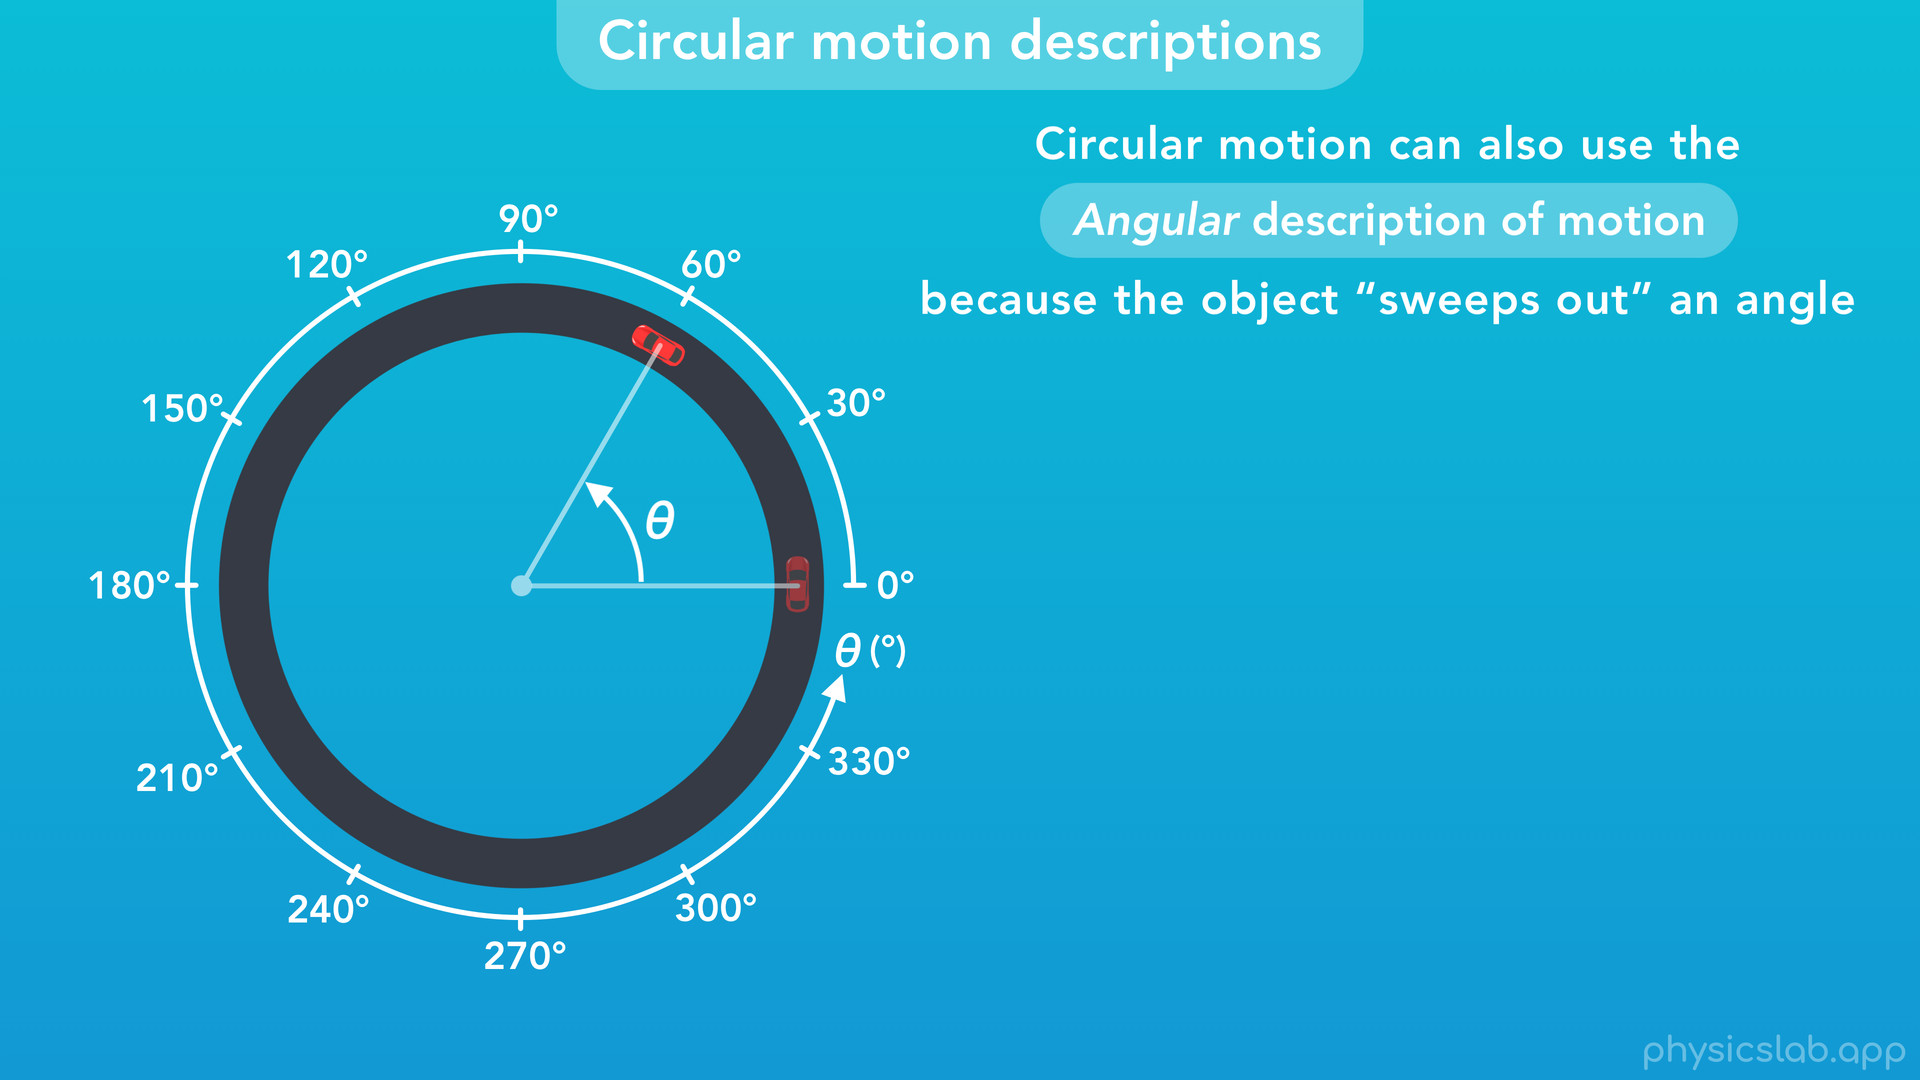 Circular motion descriptions
Circular motion can also use the
Angular description of motion
because the object “sweeps out” an angle
90°
120°
60°
150°
30°
θ
180°
0°
θ (°)
210°
330°
240°
300°
270°
physicslab.app